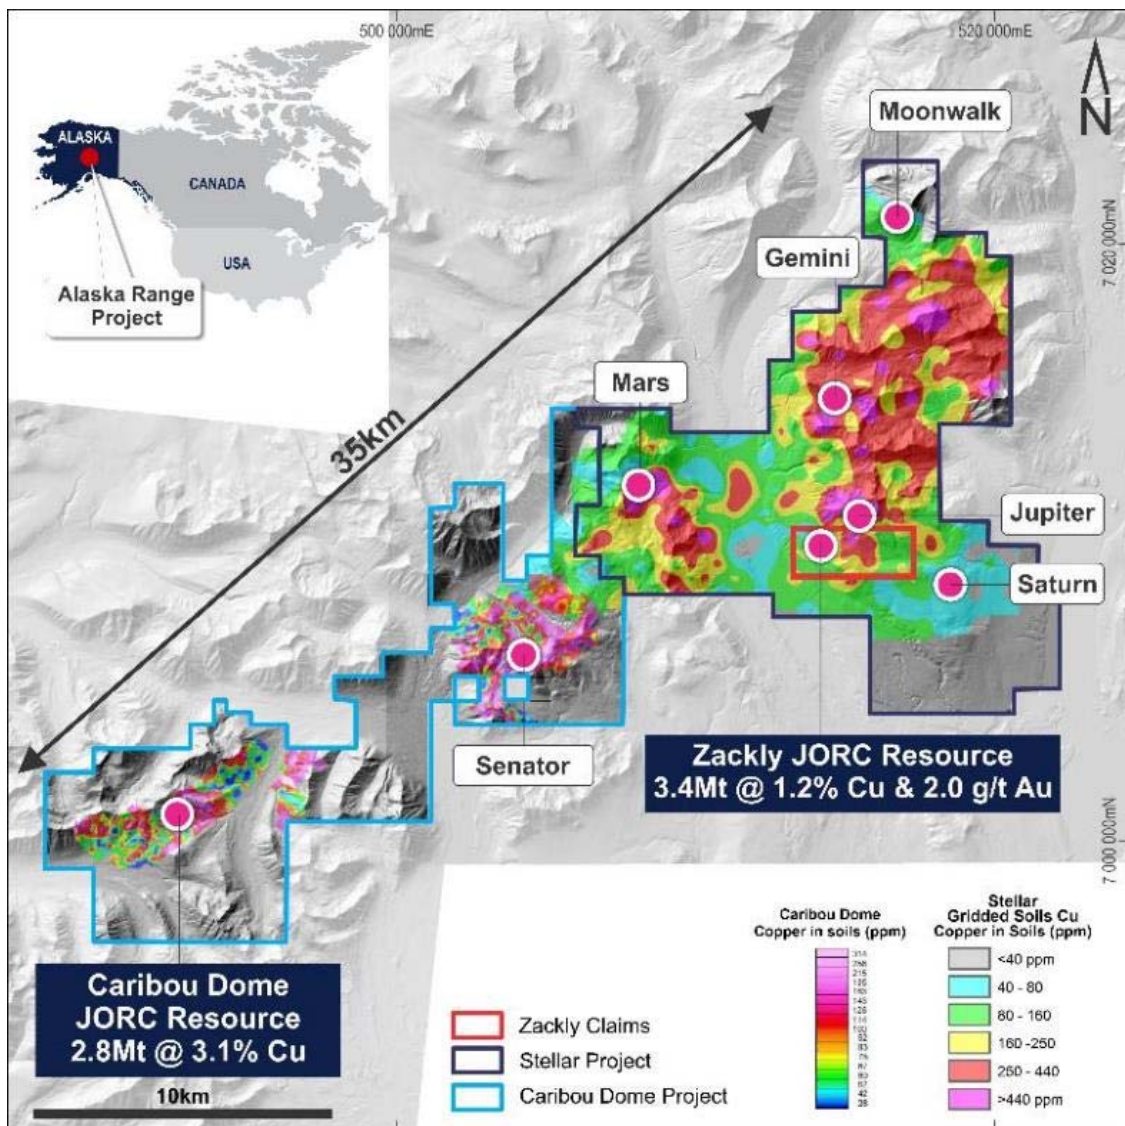 500 000mE
520 000mE
N
ALASKA
CANADA
USA
Alaska Range
Project
Moonwalk
Gemini
7 020 000mN
Mars
35km
Jupiter
Saturn
Senator
Zackly JORC Resource
3.4Mt @ 1.2% Cu & 2.0 g/t Au
7 000 000mN
Caribou Dome
JORC Resource
2.8Mt @ 3.1% Cu
10km
Zackly Claims
Stellar Project
Caribou Dome Project
Caribou Dome
Copper in soils (ppm)
Stellar
Gridded Soils Cu
Copper in Soils (ppm)
<40 ppm
40 - 80
80 - 160
160 -250
250 - 440
>440 ppm